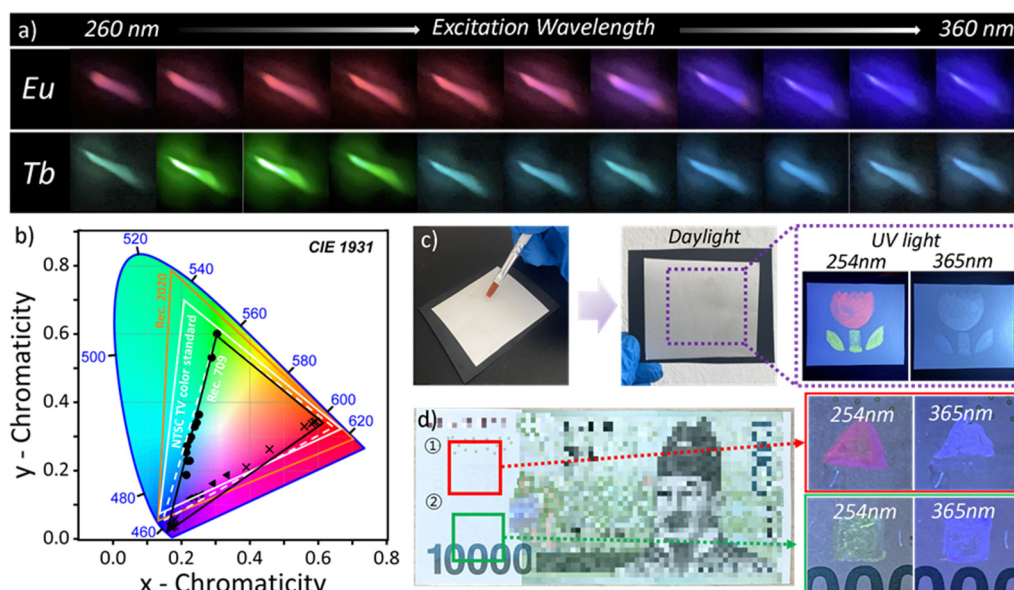 a)
260 nm
Excitation Wavelength
360 nm
Eu
Tb
b)
CIE 1931
y - Chromaticity
0.8
0.6
0.4
0.2
0.0
0.0
0.2
0.4
0.6
0.8
x - Chromaticity
520
540
560
580
600
620
500
480
460
Rec. 2020
NTSC TV color standard
Rec. 709
c)
Daylight
UV light
254nm
365nm
d)
①
②
10000
254nm
365nm
254nm
365nm
000
000